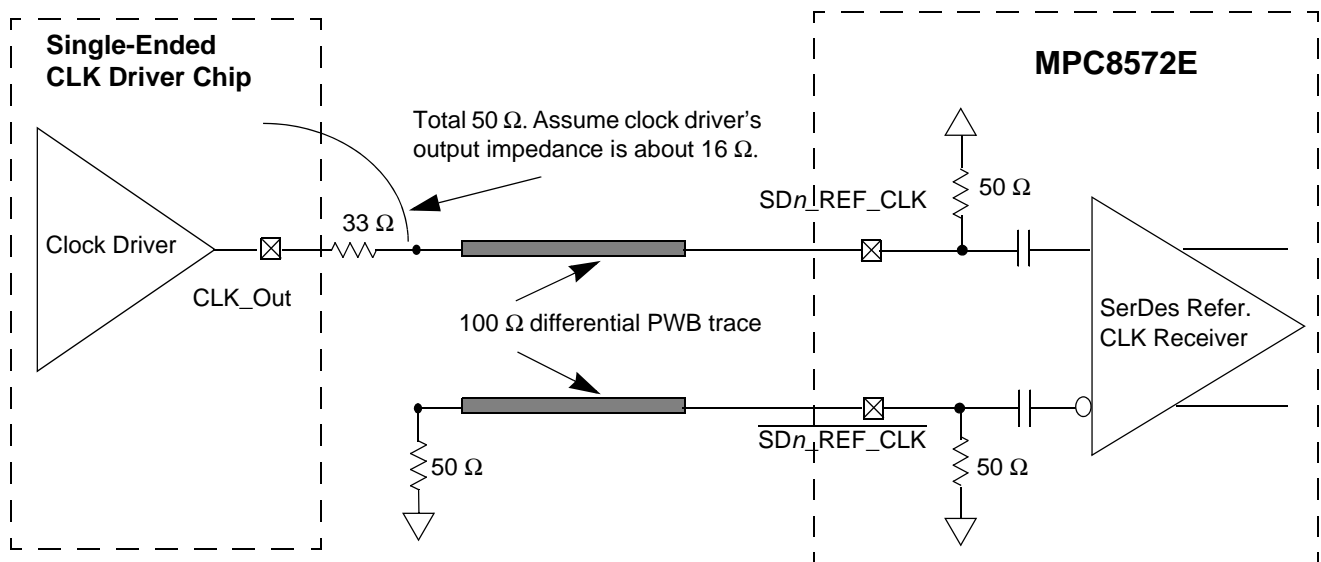 Single-Ended
CLK Driver Chip
MPC8572E
Total 50 Ω. Assume clock driver's
output impedance is about 16 Ω.
SDn_REF_CLK
50 Ω
33 Ω
Clock Driver
CLK_Out
100 Ω differential PWB trace
SerDes Refer.
CLK Receiver
SDn_REF_CLK
50 Ω
50 Ω